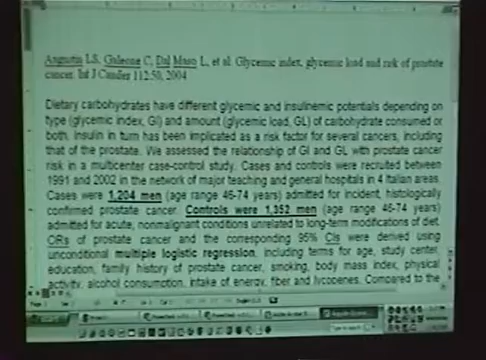 Augustin LS, Galeone C, Dal Maso L, et al. Glycemic index, glycemic load and risk of prostate
cancer. Int J Cancer 112:50, 2004
Dietary carbohydrates have different glycemic and insulinemic potentials depending on
type (glycemic index, GI) and amount (glycemic load, GL) of carbohydrate consumed or
both. Insulin in turn has been implicated as a risk factor for several cancers, including
that of the prostate. We assessed the relationship of GI and GL with prostate cancer
risk in a multicenter case-control study. Cases and controls were recruited between
1991 and 2002 in the network of major teaching and general hospitals in 4 Italian areas.
Cases were 1,204 men (age range 46-74 years) admitted for incident, histologically
confirmed prostate cancer. Controls were 1,352 men (age range 46-74 years)
admitted for acute, nonmalignant conditions unrelated to long-term modifications of diet.
ORs of prostate cancer and the corresponding 95% CIs were derived using
unconditional multiple logistic regression, including terms for age, study center,
education, family history of prostate cancer, smoking, body mass index, physical
activity, alcohol consumption, intake of energy, fiber and lycopenes. Compared to the